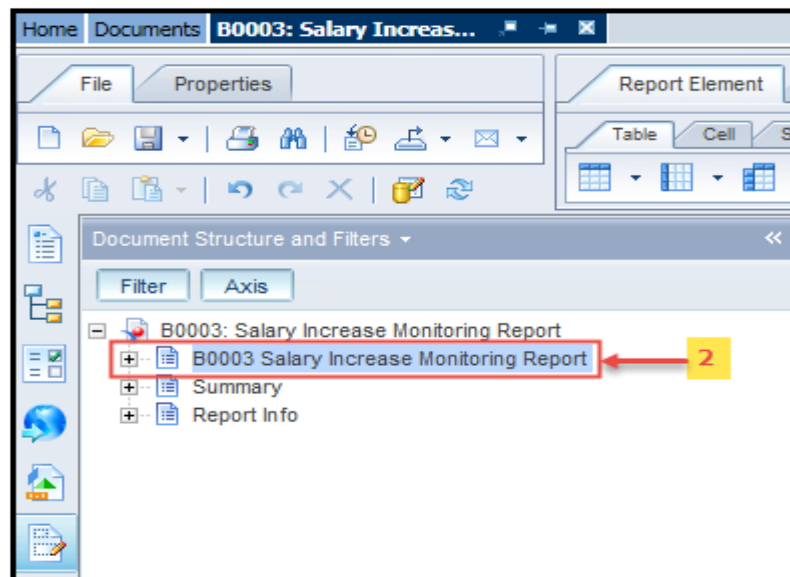 Home Documents B0003: Salary Increas...
File Properties Report Element
Table Cell S
Document Structure and Filters
Filter Axis
B0003: Salary Increase Monitoring Report
B0003 Salary Increase Monitoring Report 2
Summary
Report Info